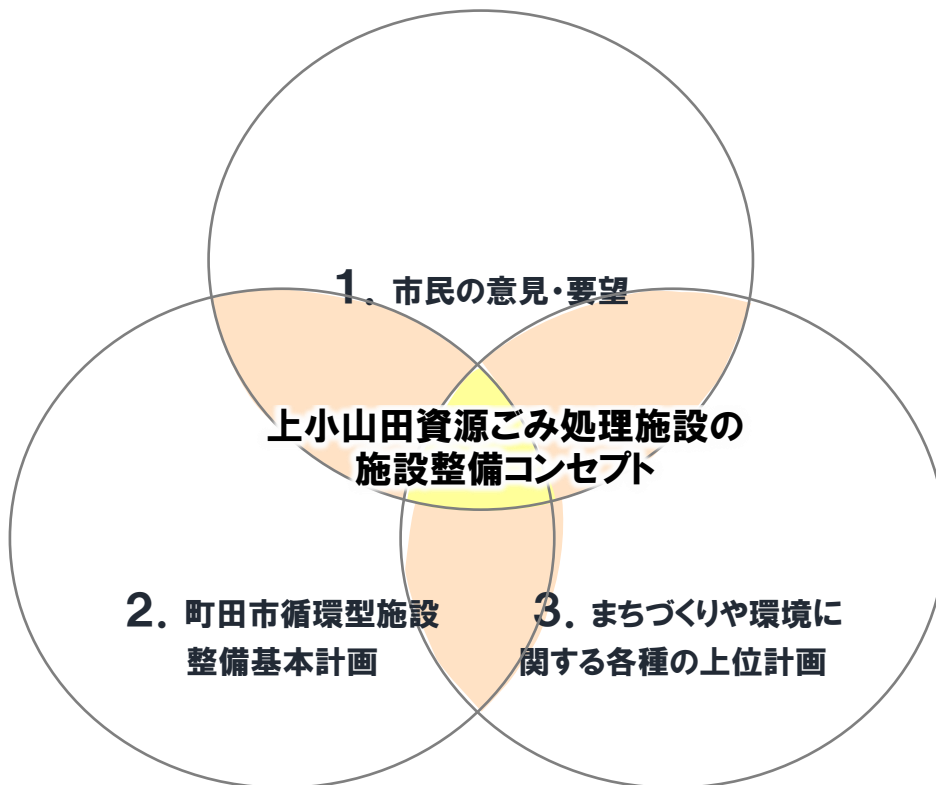 1. 市民の意見・要望
上小山田資源ごみ処理施設の
施設整備コンセプト
2. 町田市循環型施設
整備基本計画
3. まちづくりや環境に
関する各種の上位計画